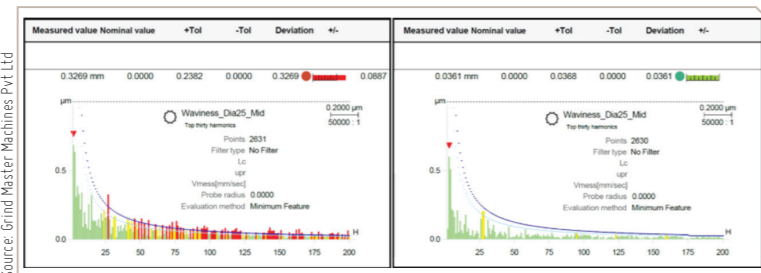 Source: Grind Master Machines Pvt Ltd
Measured value Nominal value +Tol -Tol Deviation +/-
0.3269 mm 0.0000 0.2382 0.0000 0.3269 0.0887
µm
Waviness_Dia25_Mid
Top thirty harmonics
0.2000 µm
50000 : 1
Points 2631
Filter type No Filter
Lc
upr
Vmess[mm/sec]
Probe radius 0.0000
Evaluation method Minimum Feature
0.5
0.0
H
25 50 75 100 125 150 175 200
Measured value Nominal value +Tol -Tol Deviation +/-
0.0361 mm 0.0000 0.0368 0.0000 0.0361
µm
Waviness_Dia25_Mid
Top thirty harmonics
0.2000 µm
50000 : 1
Points 2630
Filter type No Filter
Lc
upr
Vmess[mm/sec]
Probe radius 0.0000
Evaluation method Minimum Feature
0.5
0.0
H
25 50 75 100 125 150 175 200